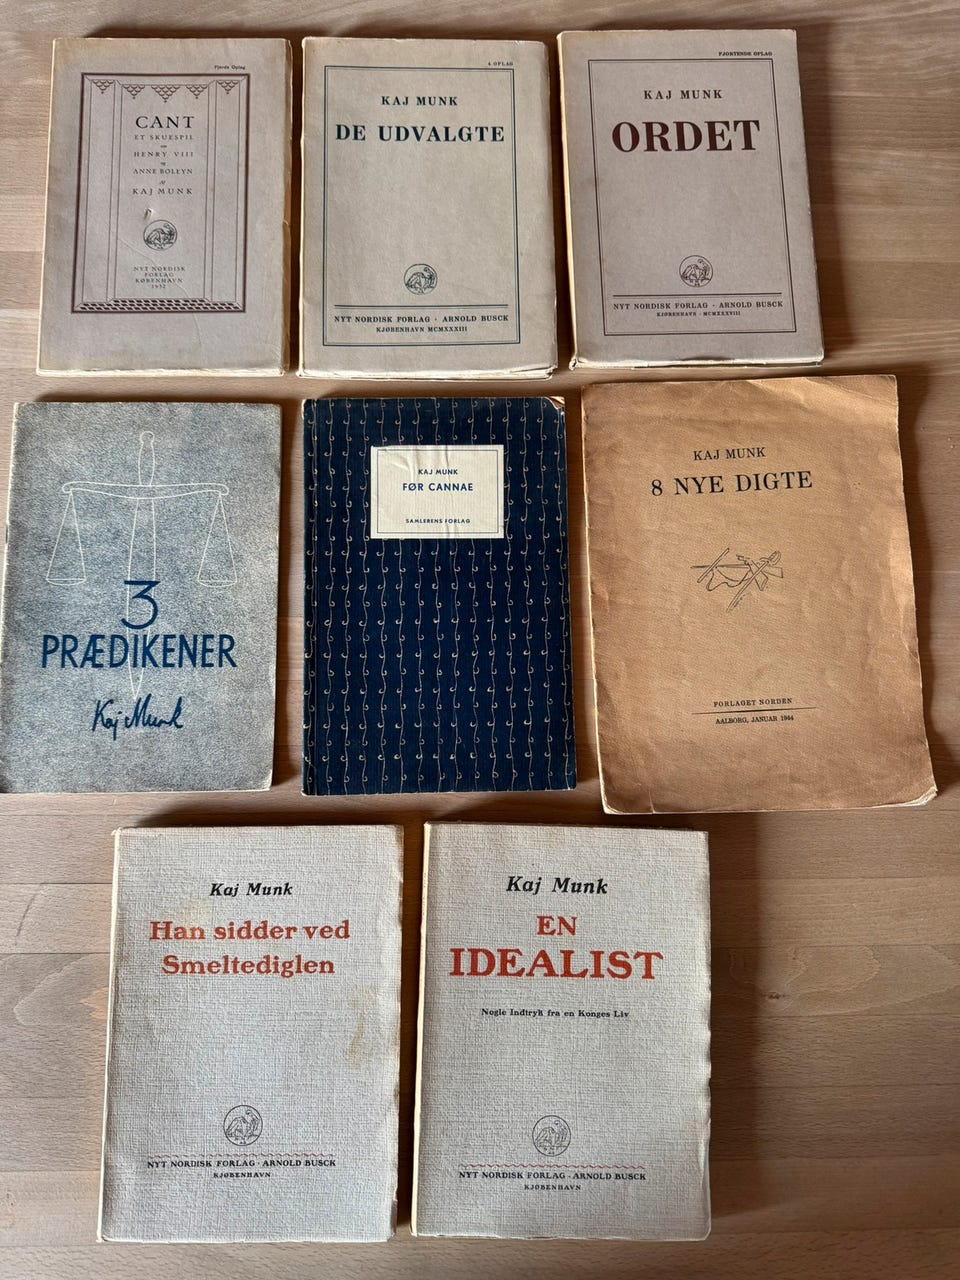 Fjerde Oplag
CANT
ET SKUESPIL
om
HENRY VIII
og
ANNE BOLEYN
Af
KAJ MUNK
NYT NORDISK
FORLAG
KØBENHAVN
1932
4 OPLAG
KAJ MUNK
DE UDVALGTE
NYT NORDISK FORLAG · ARNOLD BUSCK
KJØBENHAVN MCMXXXIII
FJORTENDE OPLAG
KAJ MUNK
ORDET
NYT NORDISK FORLAG · ARNOLD BUSCK
KJØBENHAVN · MCMXXXVIII
3
PRÆDIKENER
Kaj Munk
KAJ MUNK
FØR CANNAE
SAMLERENS FORLAG
KAJ MUNK
8 NYE DIGTE
FORLAGET NORDEN
AALBORG, JANUAR 1944
Kaj Munk
Han sidder ved
Smeltediglen
NYT NORDISK FORLAG · ARNOLD BUSCK
KJØBENHAVN
Kaj Munk
EN
IDEALIST
Nogle Indtryk fra en Konges Liv
NYT NORDISK FORLAG · ARNOLD BUSCK
KJØBENHAVN